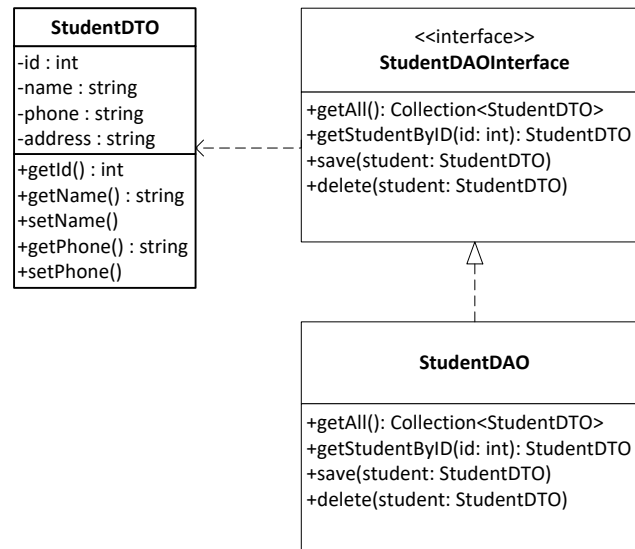 StudentDTO
-id : int
-name : string
-phone : string
-address : string
+getId() : int
+getName() : string
+setName()
+getPhone() : string
+setPhone()
<<interface>>
StudentDAOInterface
+getAll(): Collection<StudentDTO>
+getStudentByID(id: int): StudentDTO
+save(student: StudentDTO)
+delete(student: StudentDTO)
StudentDAO
+getAll(): Collection<StudentDTO>
+getStudentByID(id: int): StudentDTO
+save(student: StudentDTO)
+delete(student: StudentDTO)